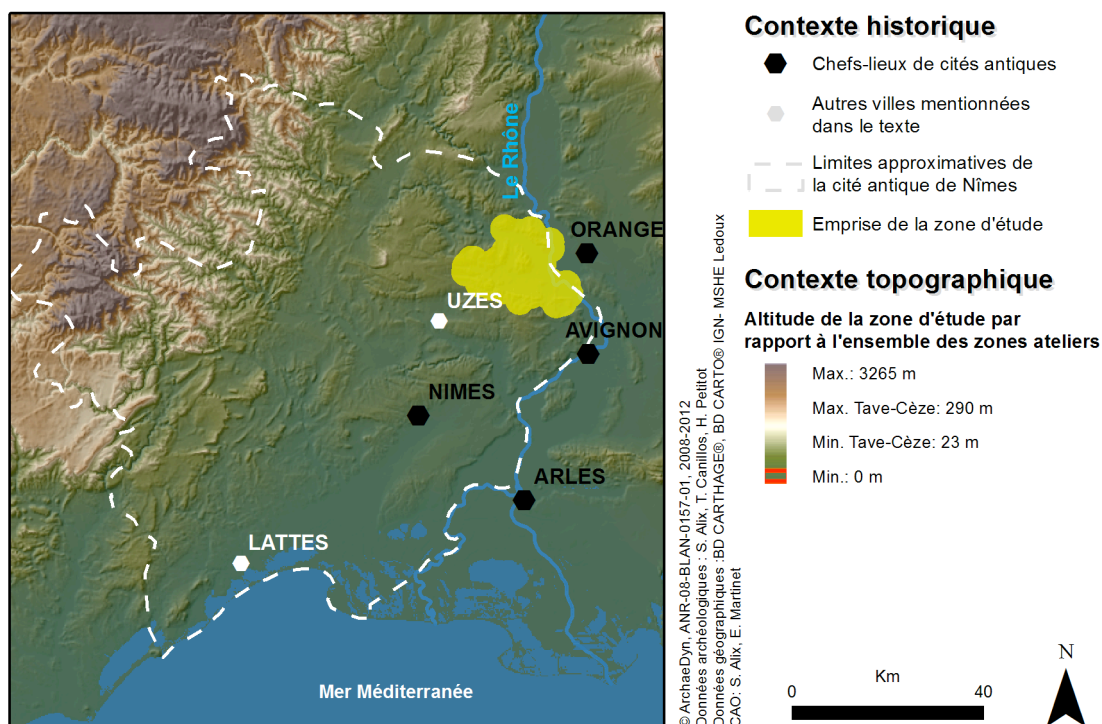 Le Rhône
ORANGE
UZES
AVIGNON
NIMES
ARLES
LATTES
Mer Méditerranée
© ArchaeDyn, ANR-08-BLAN-0157-01, 2008-2012
Données archéologiques : S. Alix, T. Canillos, H. Petitot
Données géographiques :BD CARTHAGE®, BD CARTO® IGN- MSHE Ledoux
CAO: S. Alix, E. Martinet
Contexte historique
Chefs-lieux de cités antiques
Autres villes mentionnées
dans le texte
Limites approximatives de
la cité antique de Nîmes
Emprise de la zone d'étude
Contexte topographique
Altitude de la zone d'étude par
rapport à l'ensemble des zones ateliers
Max.: 3265 m
Max. Tave-Cèze: 290 m
Min. Tave-Cèze: 23 m
Min.: 0 m
Km
0 40
N